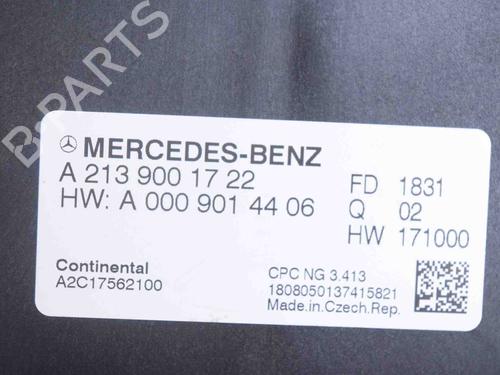 B-PARTS
MERCEDES-BENZ
A 213 900 17 22
HW: A 000 901 44 06
FD 1831
Q 02
HW 171000
Continental
A2C17562100
CPC NG 3.413
1808050137415821
Made.in.Czech.Rep.